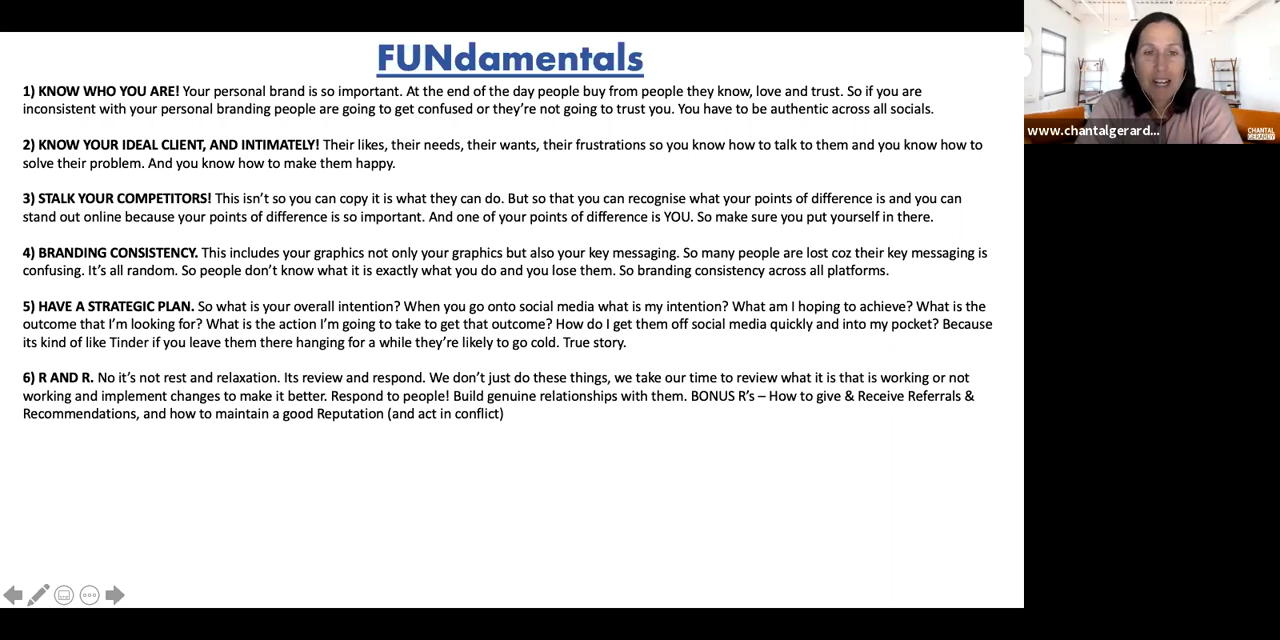 FUNdamentals
1) KNOW WHO YOU ARE! Your personal brand is so important. At the end of the day people buy from people they know, love and trust. So if you are
inconsistent with your personal branding people are going to get confused or they’re not going to trust you. You have to be authentic across all socials.
2) KNOW YOUR IDEAL CLIENT, AND INTIMATELY! Their likes, their needs, their wants, their frustrations so you know how to talk to them and you know how to
solve their problem. And you know how to make them happy.
3) STALK YOUR COMPETITORS! This isn’t so you can copy it is what they can do. But so that you can recognise what your points of difference is and you can
stand out online because your points of difference is so important. And one of your points of difference is YOU. So make sure you put yourself in there.
4) BRANDING CONSISTENCY. This includes your graphics not only your graphics but also your key messaging. So many people are lost coz their key messaging is
confusing. It’s all random. So people don’t know what it is exactly what you do and you lose them. So branding consistency across all platforms.
5) HAVE A STRATEGIC PLAN. So what is your overall intention? When you go onto social media what is my intention? What am I hoping to achieve? What is the
outcome that I’m looking for? What is the action I’m going to take to get that outcome? How do I get them off social media quickly and into my pocket? Because
its kind of like Tinder if you leave them there hanging for a while they’re likely to go cold. True story.
6) R AND R. No it’s not rest and relaxation. Its review and respond. We don’t just do these things, we take our time to review what it is that is working or not
working and implement changes to make it better. Respond to people! Build genuine relationships with them. BONUS R’s – How to give & Receive Referrals &
Recommendations, and how to maintain a good Reputation (and act in conflict)
www.chantalgerard...
CHANTAL
GERARDY